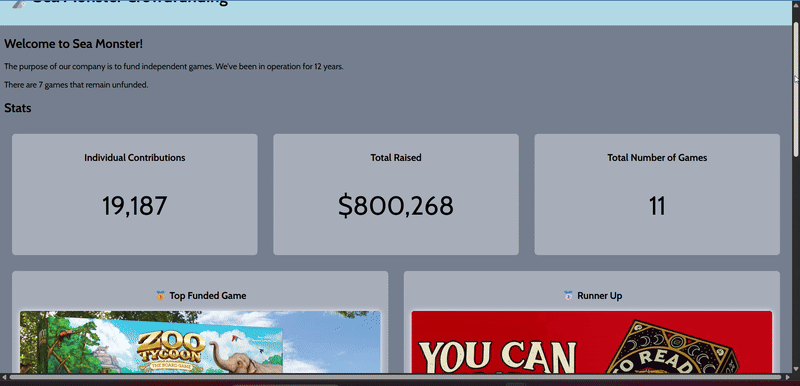 Sea Monster Crowdfunding
Welcome to Sea Monster!
The purpose of our company is to fund independent games. We've been in operation for 12 years.
There are 7 games that remain unfunded.
Stats
Individual Contributions
Total Raised
Total Number of Games
19,187
$800,268
11
🥇 Top Funded Game
🥈 Runner Up
ZOO
TYCOON
THE BOARD GAME
YOU CAN
TO READ